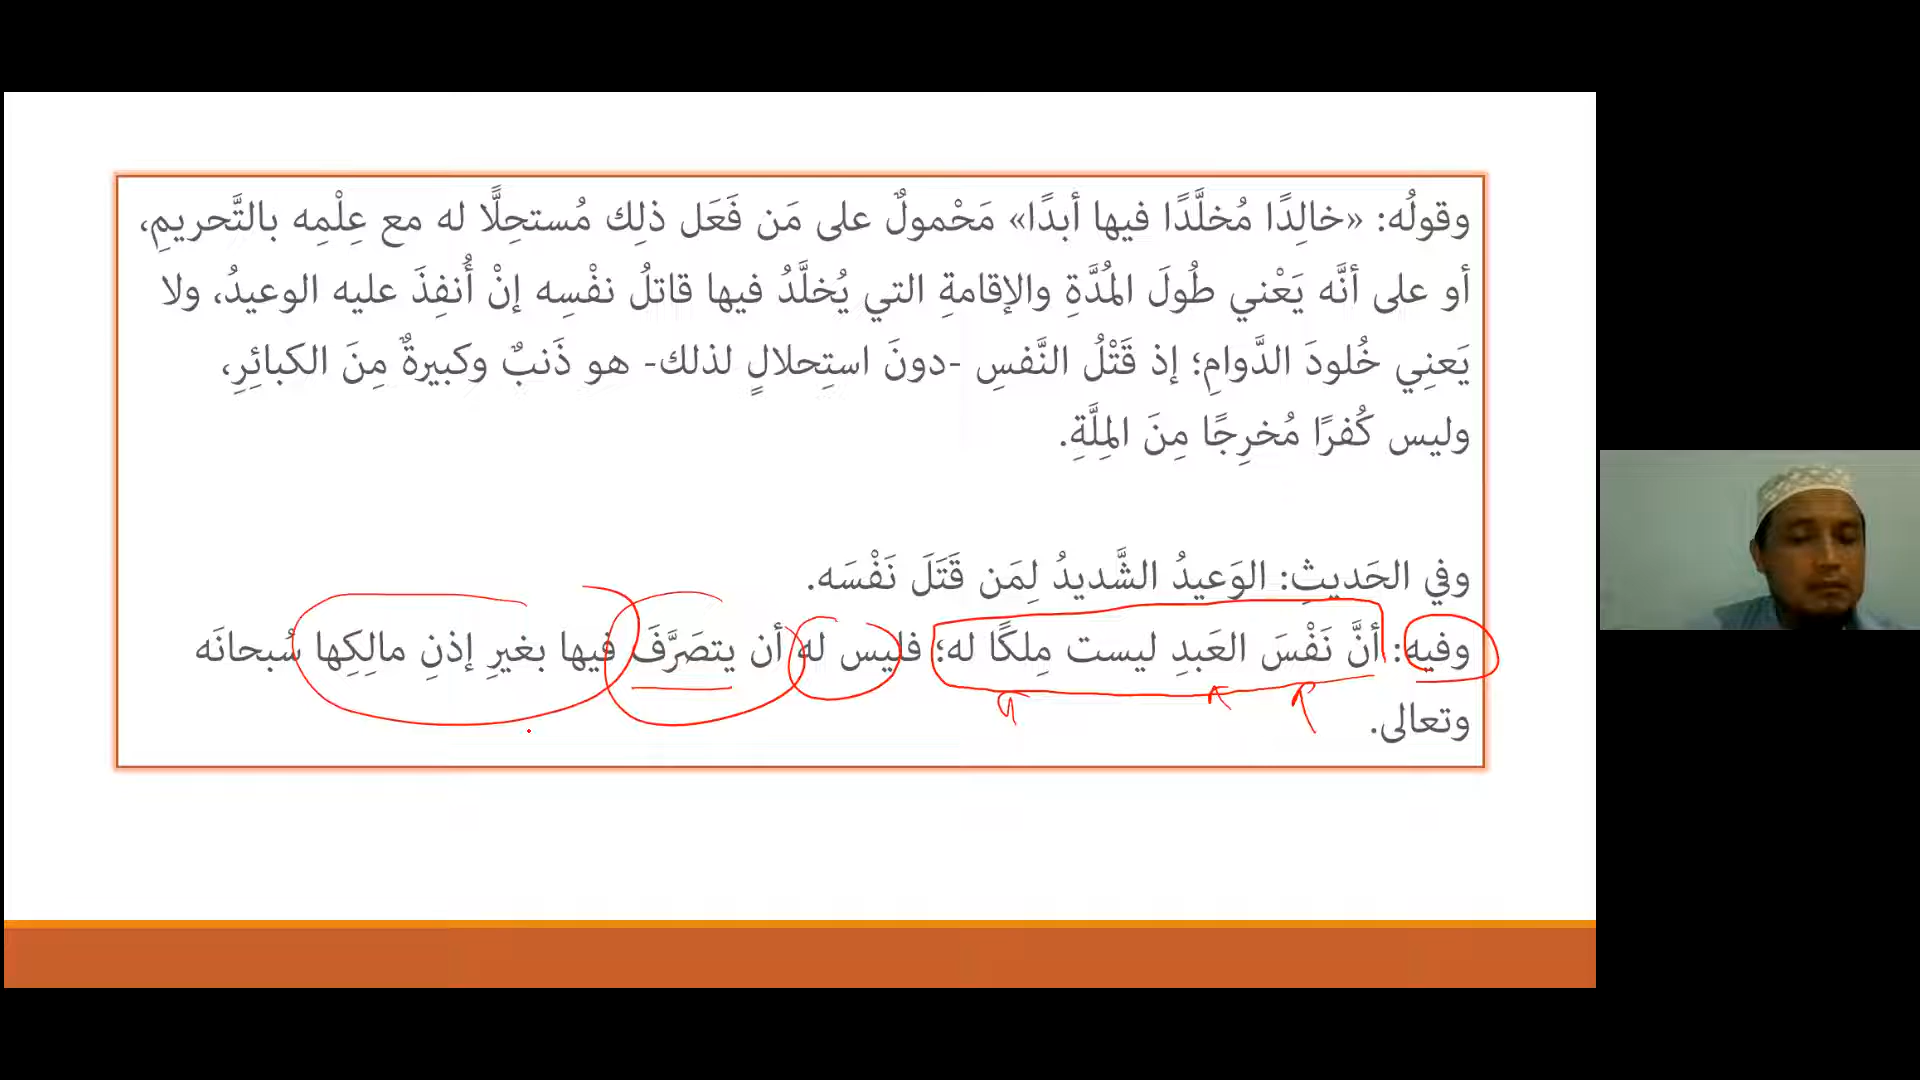 وقولُه: «خالِدًا مُخلَّدًا فيها أبدًا» مَحْمولٌ على مَن فَعَل ذلِك مُستحِلًّا له مع عِلْمِه بالتَّحريمِ،
أو على أنَّه يَعْني طُولَ المُدَّةِ والإقامةِ التي يُخلَّدُ فيها قاتلُ نفْسِه إنْ أُنفِذَ عليه الوعيدُ، ولا
يَعنِي خُلودَ الدَّوامِ؛ إذ قَتْلُ النَّفسِ -دونَ استِحلالٍ لذلك- هو ذَنبٌ وكبيرةٌ مِنَ الكبائِرِ،
وليس كُفرًا مُخرِجًا مِنَ المِلَّةِ.
وفي الحَديثِ: الوَعيدُ الشَّديدُ لِمَن قَتَلَ نَفْسَه.
وفيه: أنَّ نَفْسَ العَبدِ ليست مِلكًا له؛ فليس له أن يتصَرَّفَ فيها بغيرِ إذنِ مالِكِها سُبحانَه
وتعالى.